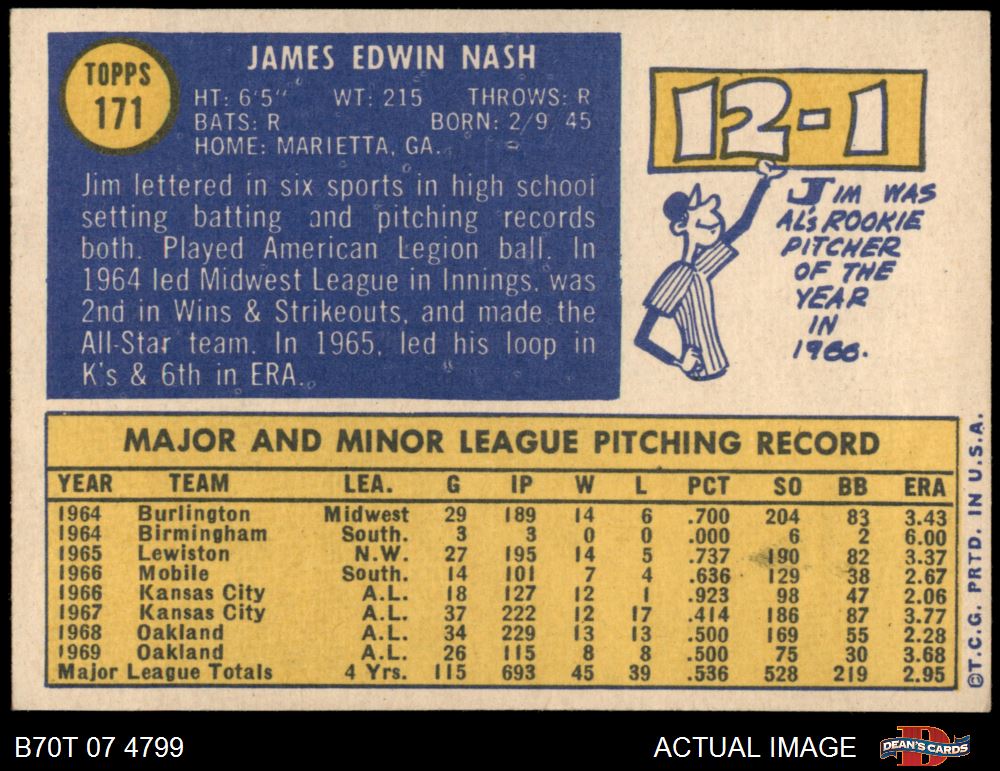 TOPPS
171
JAMES EDWIN NASH
HT: 6'5" WT: 215 THROWS: R
BATS: R BORN: 2/9 45
HOME: MARIETTA, GA.
Jim lettered in six sports in high school
setting batting and pitching records
both. Played American Legion ball. In
1964 led Midwest League in Innings, was
2nd in Wins & Strikeouts, and made the
All-Star team. In 1965, led his loop in
K's & 6th in ERA.
12-1
JIM WAS
AL's ROOKIE
PITCHER
OF THE
YEAR
IN
1966.
MAJOR AND MINOR LEAGUE PITCHING RECORD
YEAR TEAM LEA. G IP W L PCT SO BB ERA
1964 Burlington Midwest 29 189 14 6 .700 204 83 3.43
1964 Birmingham South. 3 3 0 0 .000 6 2 6.00
1965 Lewiston N.W. 27 195 14 5 .737 190 82 3.37
1966 Mobile South. 14 101 7 4 .636 129 38 2.67
1966 Kansas City A.L. 18 127 12 1 .923 98 47 2.06
1967 Kansas City A.L. 37 222 12 17 .414 186 87 3.77
1968 Oakland A.L. 34 229 13 13 .500 169 55 2.28
1969 Oakland A.L. 26 115 8 8 .500 75 30 3.68
Major League Totals 4 Yrs. 115 693 45 39 .536 528 219 2.95
©T.C.G. PRTD. IN U.S.A.
B70T 07 4799
ACTUAL IMAGE
D
DEAN'S CARDS